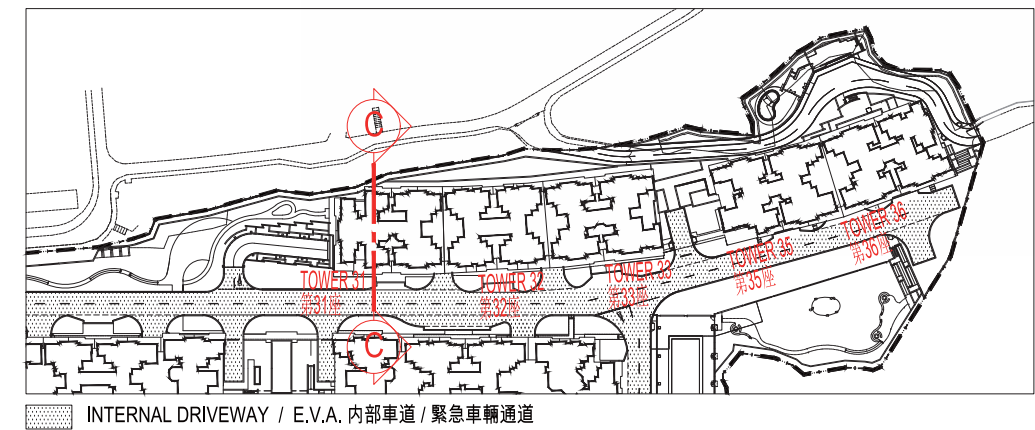 C
TOWER 31
第31座
TOWER 32
第32座
TOWER 33
第33座
TOWER 35
第35座
TOWER 36
第36座
C
INTERNAL DRIVEWAY / E.V.A. 內部車道 / 緊急車輛通道